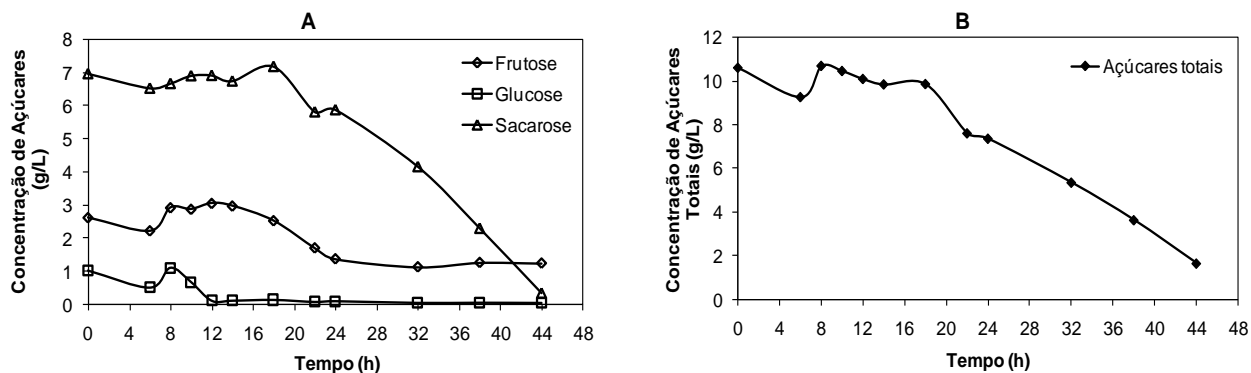 A
Concentração de Açúcares
(g/L)
8
7
6
5
4
3
2
1
0
0 4 8 12 16 20 24 28 32 36 40 44 48
Tempo (h)
Frutose
Glucose
Sacarose
B
Concentração de Açúcares
Totais (g/L)
12
10
8
6
4
2
0
0 4 8 12 16 20 24 28 32 36 40 44 48
Tempo (h)
Açúcares totais